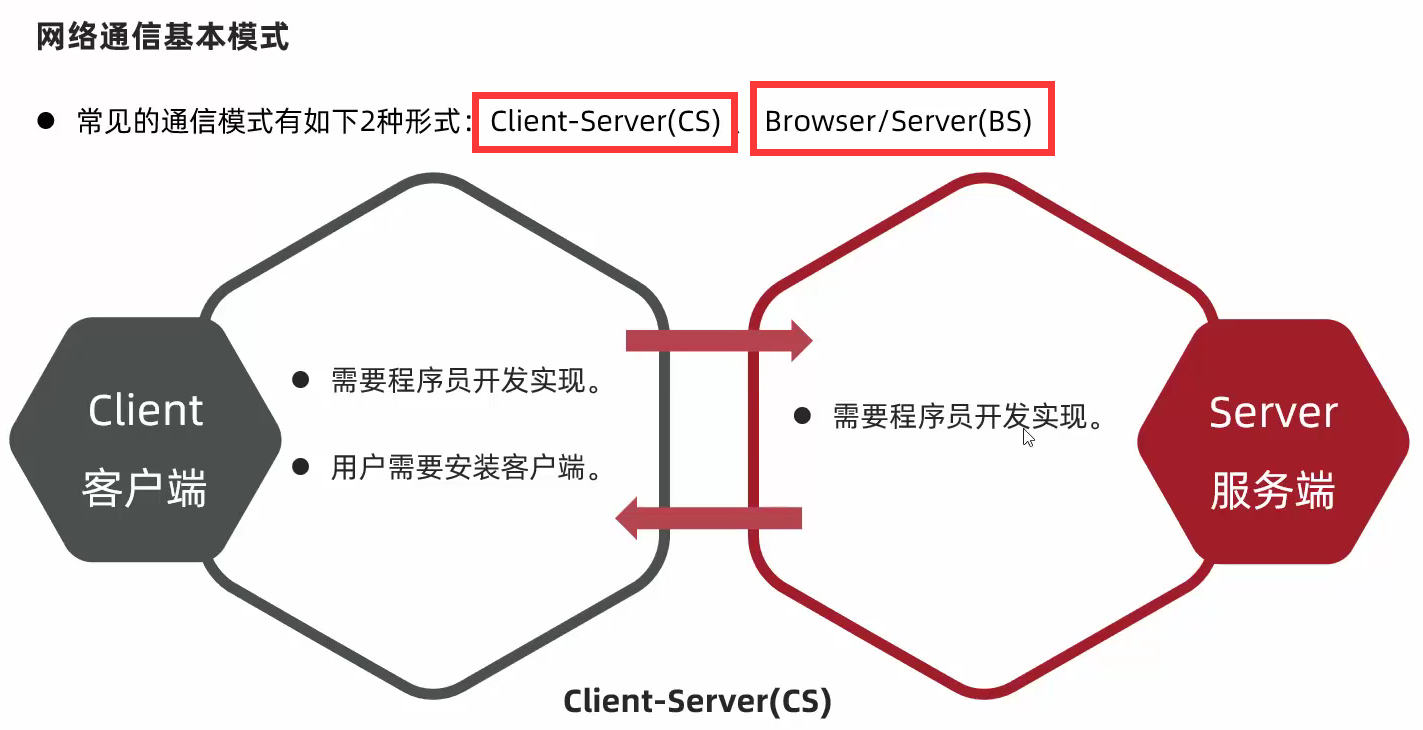 网络通信基本模式
● 常见的通信模式有如下2种形式：Client-Server(CS) 、 Browser/Server(BS)
Client
客户端
● 需要程序员开发实现。
● 用户需要安装客户端。
● 需要程序员开发实现。
Server
服务端
Client-Server(CS)